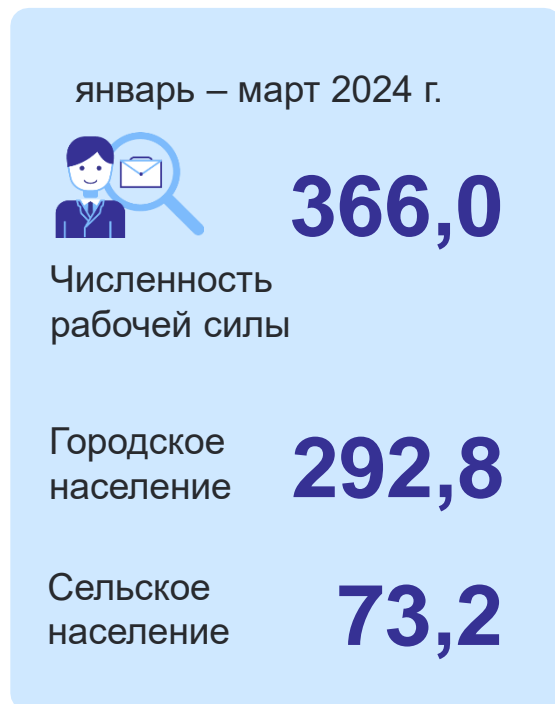 январь – март 2024 г.
366,0
Численность
рабочей силы
Городское
население
292,8
Сельское
население
73,2